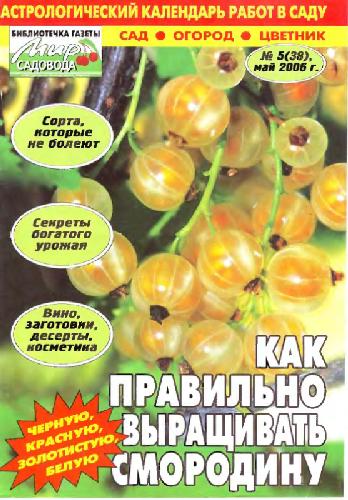 АСТРОЛОГИЧЕСКИЙ КАЛЕНДАРЬ РАБОТ В САДУ
БИБЛИОТЕЧКА ГАЗЕТЫ
Мир
САДОВОДА
САД • ОГОРОД • ЦВЕТНИК
№ 5(38),
май 2006 г.
Сорта,
которые
не болеют
Секреты
богатого
урожая
Вино,
заготовки,
десерты,
косметика
КАК
ПРАВИЛЬНО
ВЫРАЩИВАТЬ
СМОРОДИНУ
ЧЕРНУЮ,
КРАСНУЮ,
ЗОЛОТИСТУЮ,
БЕЛУЮ